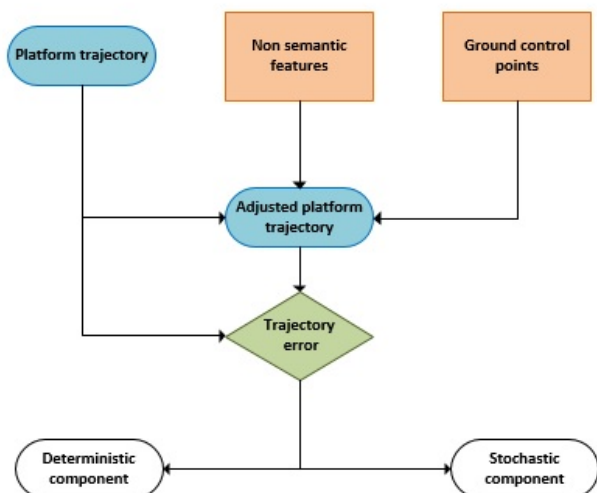 Platform trajectory
Non semantic
features
Ground control
points
Adjusted platform
trajectory
Trajectory
error
Deterministic
component
Stochastic
component